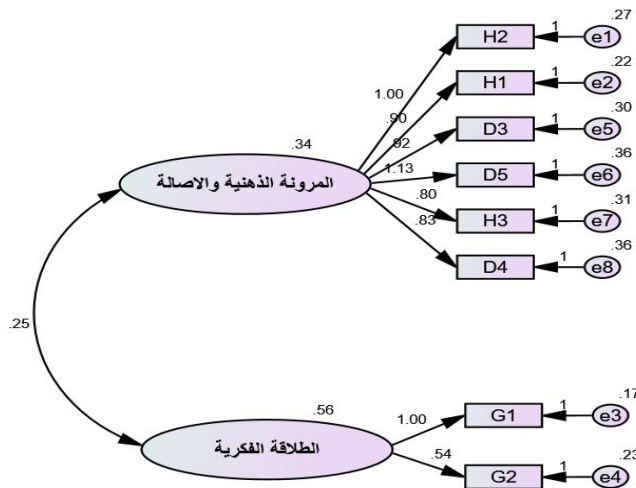 .27
H2
1
e1
.22
1.00
H1
1
e2
.30
.90
D3
1
e5
.34
.92
.36
المرونة الذهنية والاصالة
1.13
D5
1
e6
.31
.80
H3
1
e7
.36
.83
D4
1
e8
.25
.17
.56
1.00
G1
1
e3
الطلاقة الفكرية
.23
.54
G2
1
e4